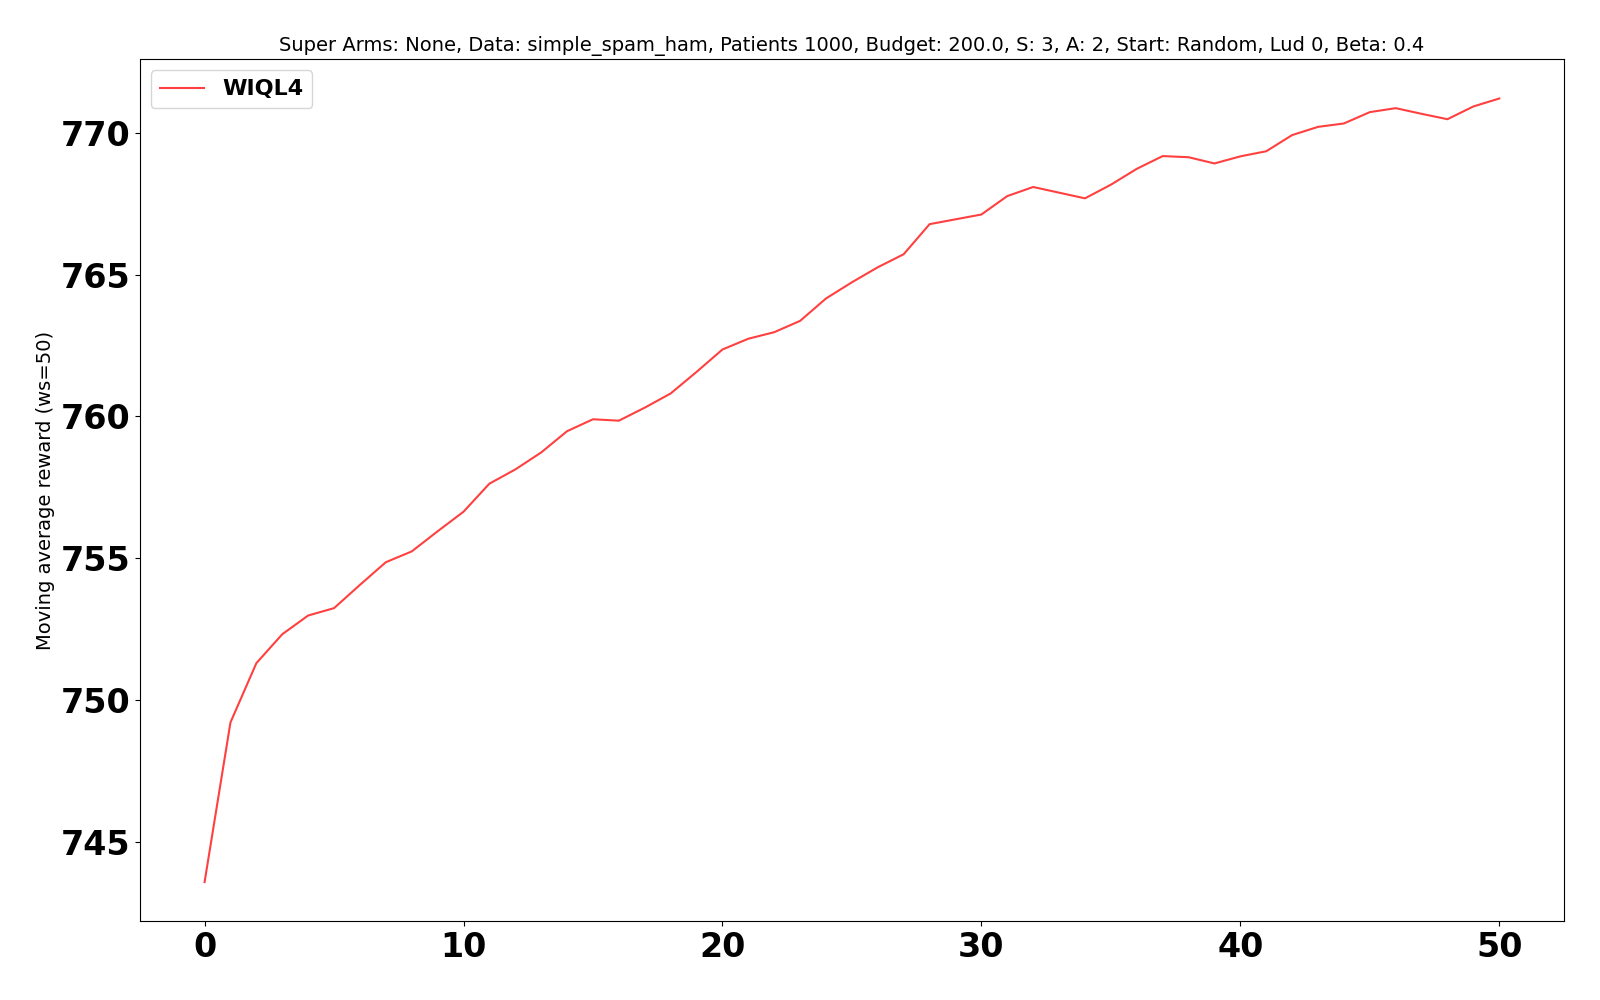 Super Arms: None, Data: simple_spam_ham, Patients 1000, Budget: 200.0, S: 3, A: 2, Start: Random, Lud 0, Beta: 0.4
WIQL4
770
765
760
755
750
745
Moving average reward (ws=50)
0 10 20 30 40 50